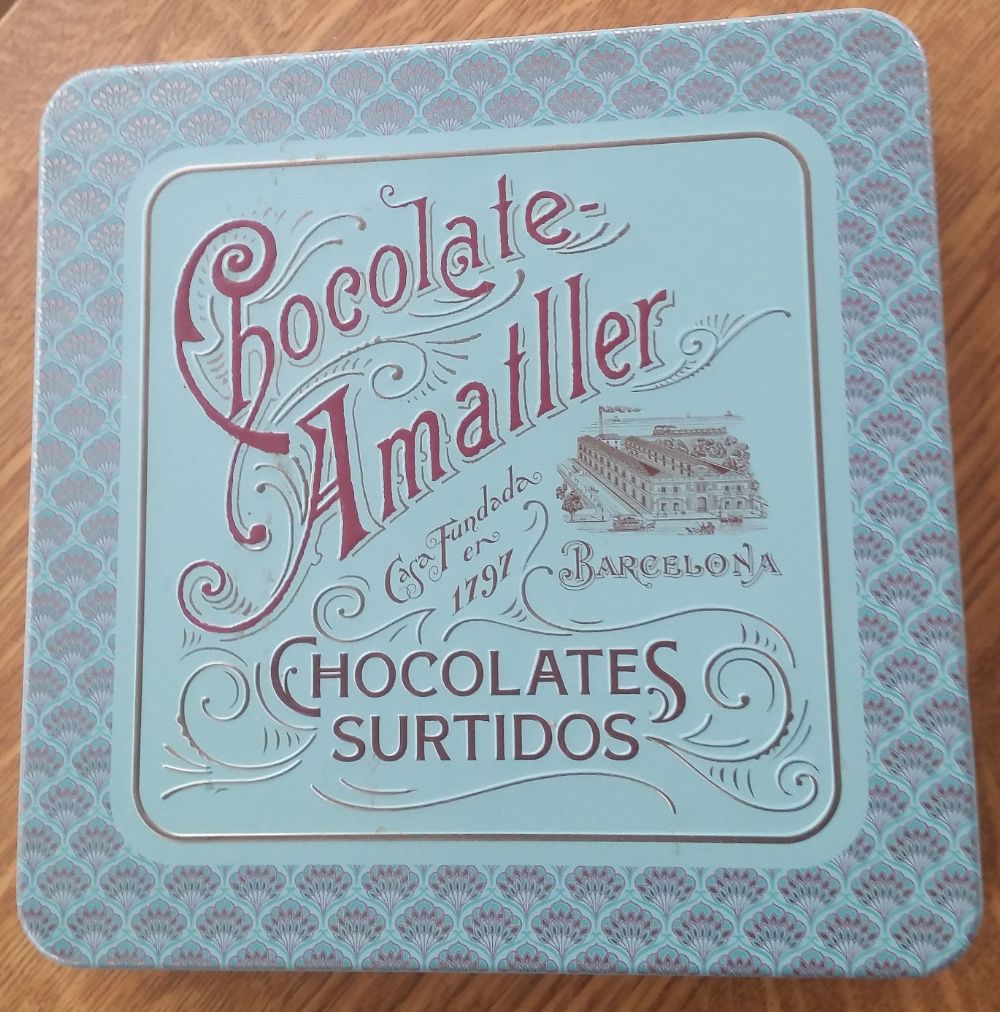 Chocolate-
Amatller
Casa Fundada
en
1797
BARCELONA
CHOCOLATES
SURTIDOS